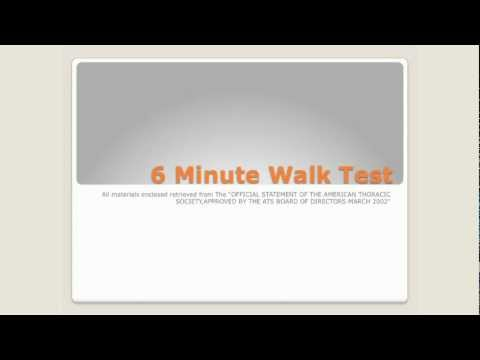 6 Minute Walk Test
All materials enclosed retrieved from The "OFFICIAL STATEMENT OF THE AMERICAN THORACIC
SOCIETY,APPROVED BY THE ATS BOARD OF DIRECTORS MARCH 2002"